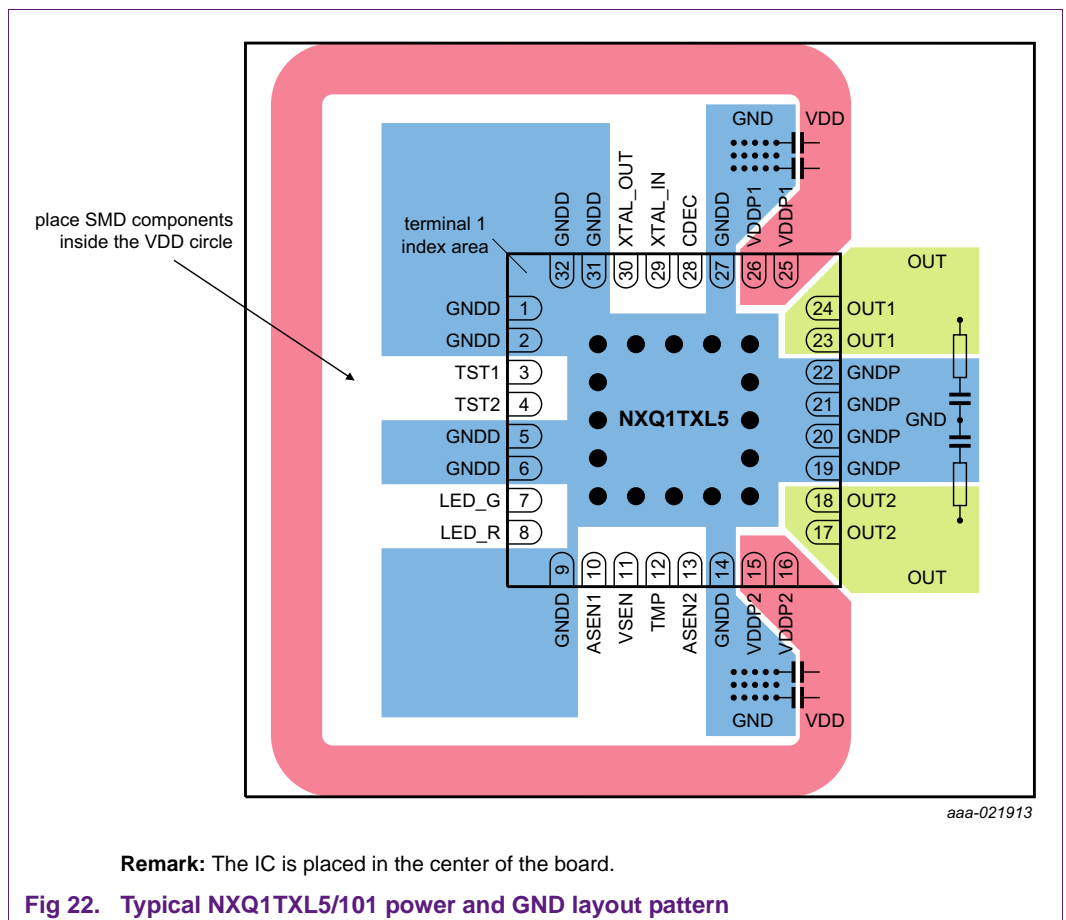 GND
VDD
place SMD components
inside the VDD circle
terminal 1
index area
GNDD
GNDD
XTAL_OUT
XTAL_IN
CDEC
GNDD
VDDP1
VDDP1
32
31
30
29
28
27
26
25
OUT
GNDD 1
GNDD 2
TST1 3
TST2 4
GNDD 5
GNDD 6
LED_G 7
LED_R 8
NXQ1TXL5
24 OUT1
23 OUT1
22 GNDP
21 GNDP
20 GNDP
19 GNDP
18 OUT2
17 OUT2
GND
OUT
9
10
11
12
13
14
15
16
GNDD
ASEN1
VSEN
TMP
ASEN2
GNDD
VDDP2
VDDP2
GND
VDD
aaa-021913
Remark: The IC is placed in the center of the board.
Fig 22. Typical NXQ1TXL5/101 power and GND layout pattern